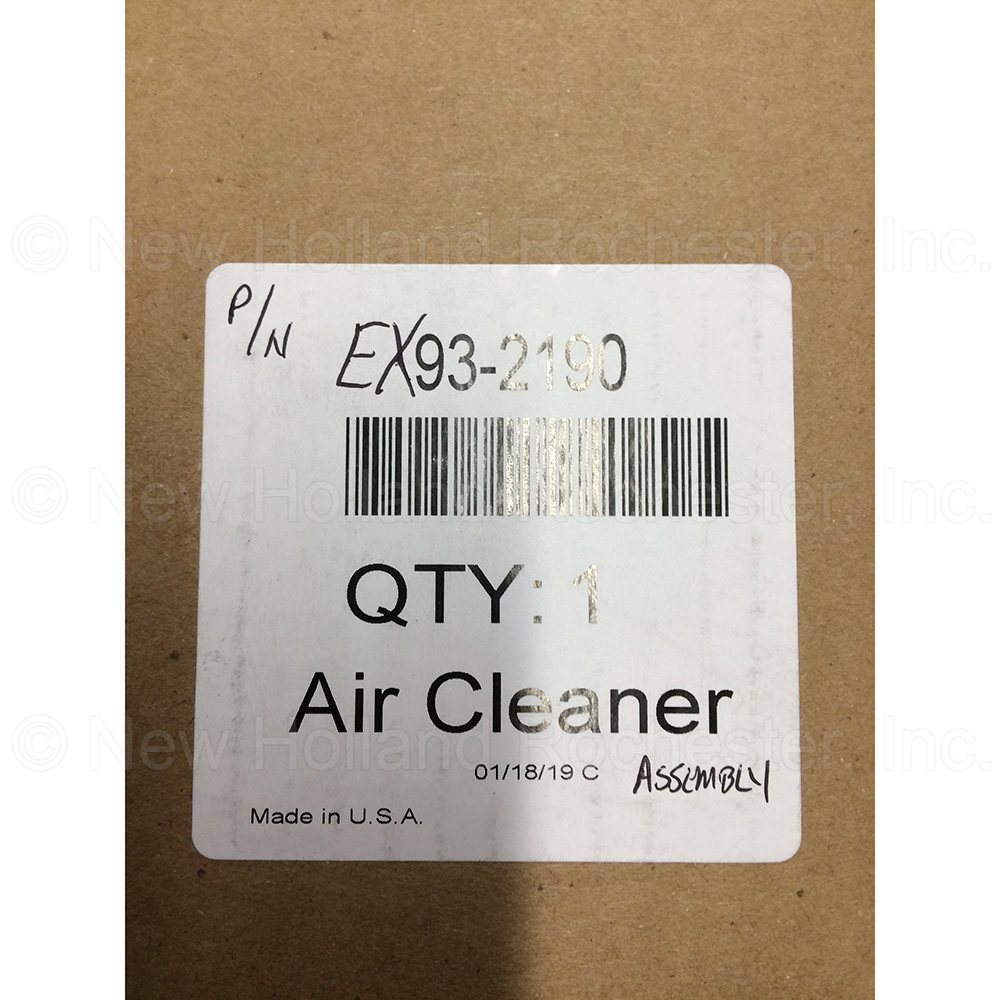 © New Holland Rochester, Inc.
P/N EX93-2190
© New Holland Rochester, Inc.
QTY: 1
Air Cleaner
© New Holland Rochester, Inc.
01/18/19 C ASSEMBLY
Made in U.S.A.